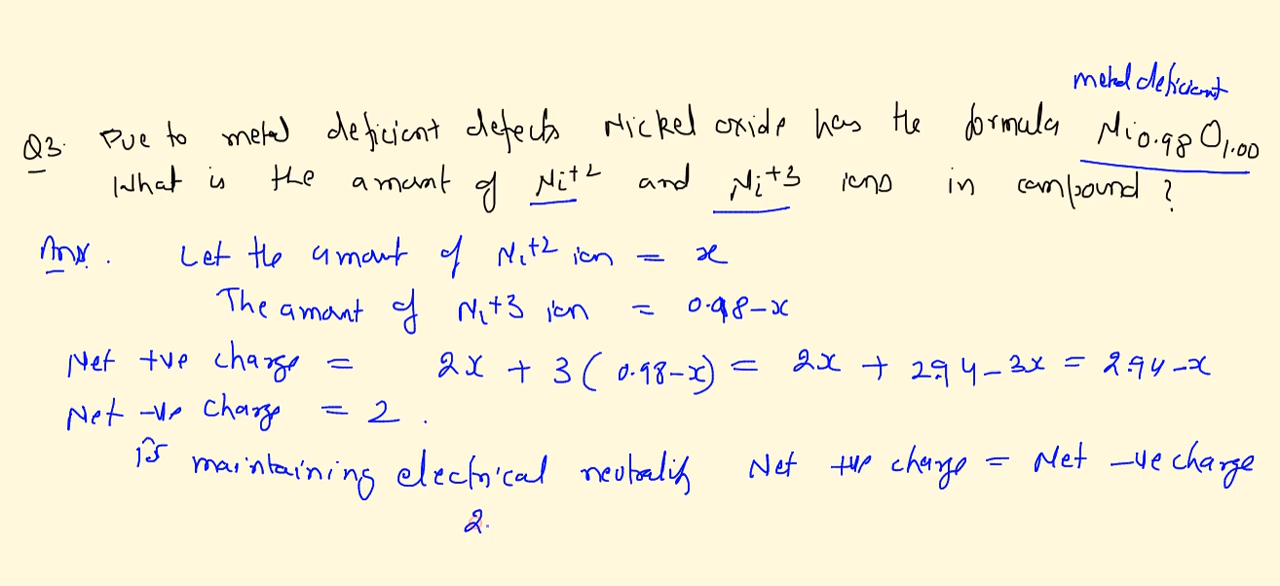 metal deficient
Q3. Due to metal deficient defects Nickel oxide has the formula Ni0.98O1.00
What is the amount of Ni+2 and Ni+3 ions in compound ?
Ans. Let the amount of Ni+2 ion = x
The amount of Ni+3 ion = 0.98-x
Net +ve charge = 2x + 3(0.98-x) = 2x + 2.94-3x = 2.94-x
Net -ve charge = 2.
maintaining electrical neutrality Net +ve charge = Net -ve charge
2.